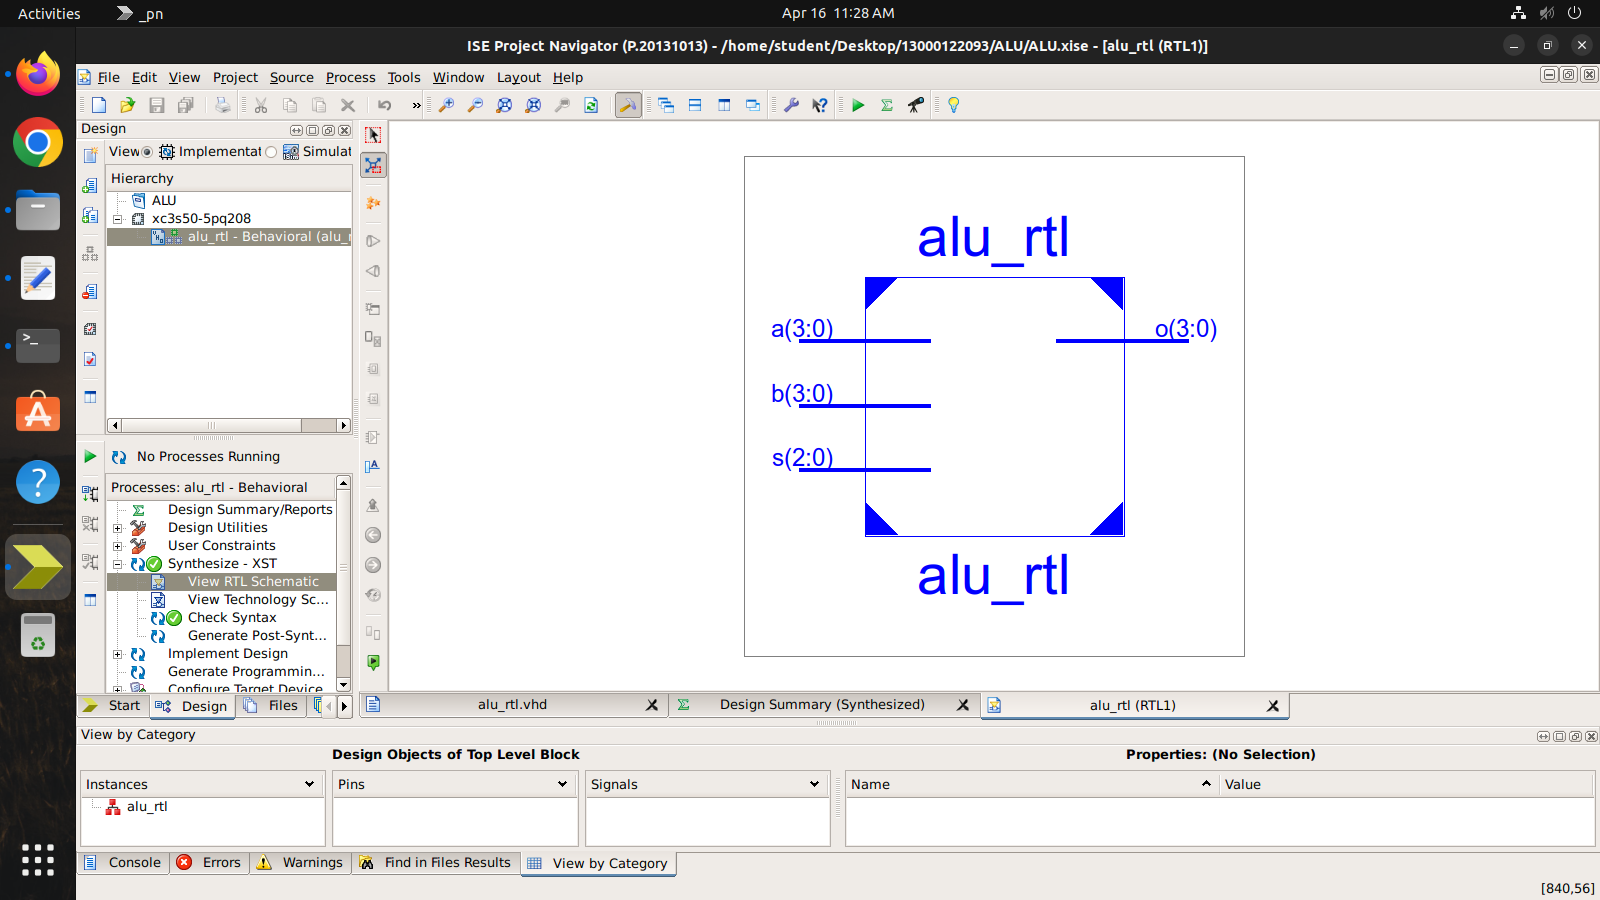 Activities
_pn
Apr 16 11:28 AM
ISE Project Navigator (P.20131013) - /home/student/Desktop/13000122093/ALU/ALU.xise - [alu_rtl (RTL1)]
File Edit View Project Source Process Tools Window Layout Help
Design
View Implementat Simulat
Hierarchy
ALU
xc3s50-5pq208
alu_rtl - Behavioral (alu_r
No Processes Running
Processes: alu_rtl - Behavioral
Design Summary/Reports
Design Utilities
User Constraints
Synthesize - XST
View RTL Schematic
View Technology Sc...
Check Syntax
Generate Post-Synt...
Implement Design
Generate Programmin...
Configure Target Device
Start Design Files
alu_rtl
a(3:0)
o(3:0)
b(3:0)
s(2:0)
alu_rtl
alu_rtl.vhd
Design Summary (Synthesized)
alu_rtl (RTL1)
View by Category
Design Objects of Top Level Block
Properties: (No Selection)
Instances Pins Signals Name Value
alu_rtl
Console Errors Warnings Find in Files Results View by Category
[840,56]